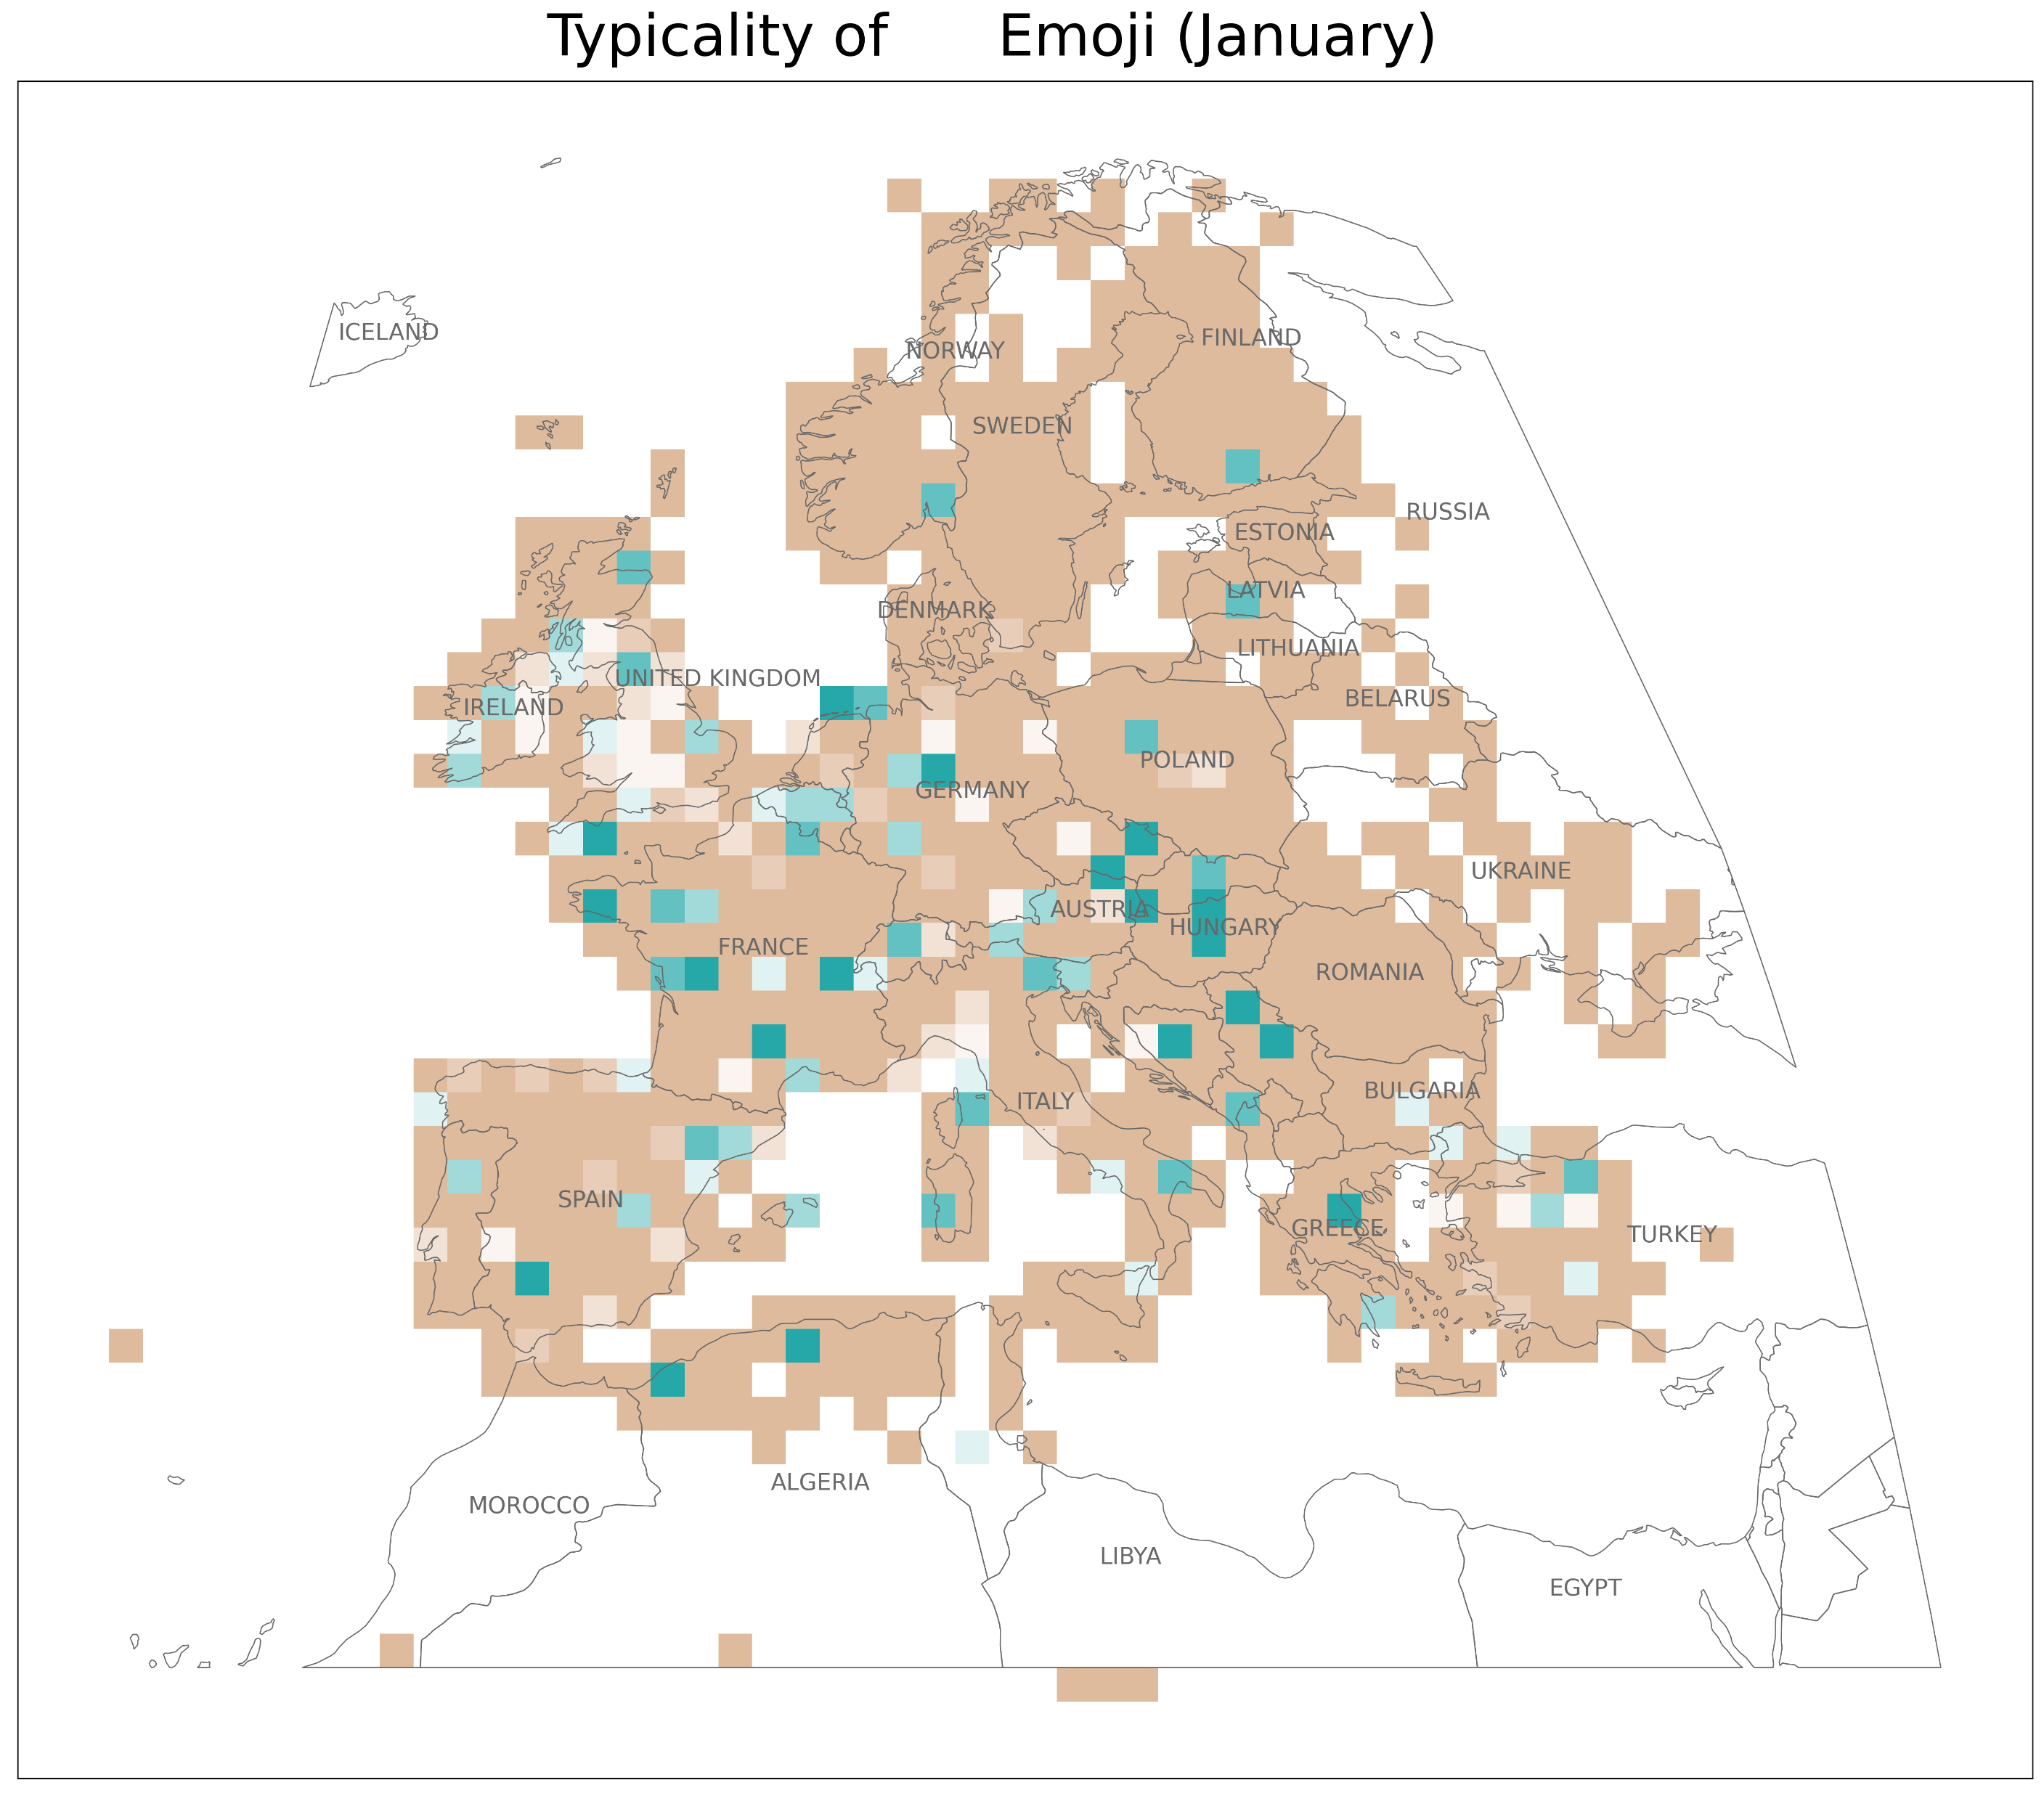 Typicality of Emoji (January)
ICELAND
NORWAY
FINLAND
SWEDEN
RUSSIA
ESTONIA
LATVIA
DENMARK
LITHUANIA
UNITED KINGDOM
IRELAND
BELARUS
POLAND
GERMANY
UKRAINE
AUSTRIA
HUNGARY
FRANCE
ROMANIA
BULGARIA
ITALY
SPAIN
GREECE
TURKEY
ALGERIA
MOROCCO
LIBYA
EGYPT